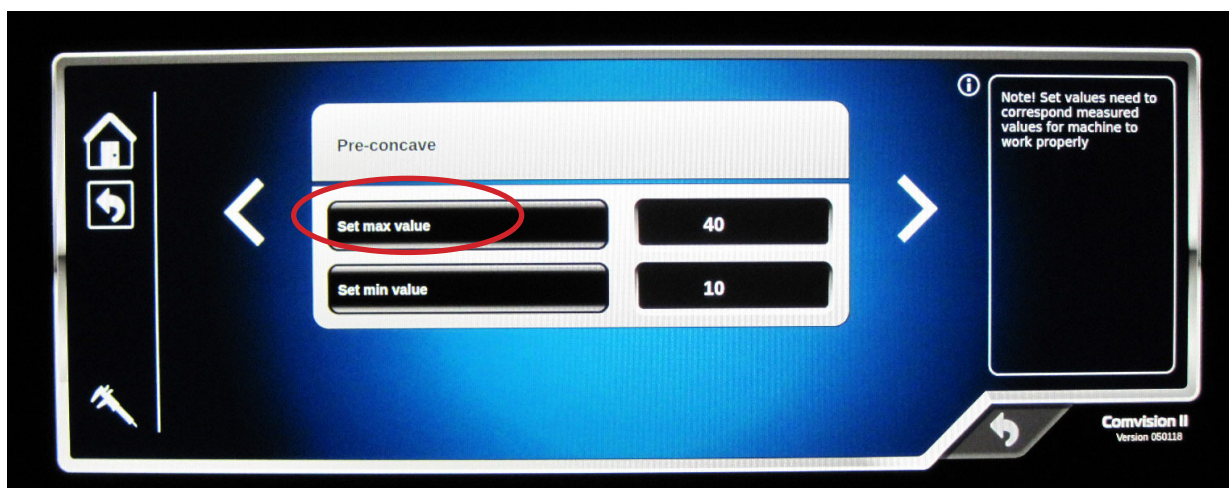 Pre-concave
Set max value
40
Set min value
10
Note! Set values need to
correspond measured
values for machine to
work properly
Comvision II
Version 050118